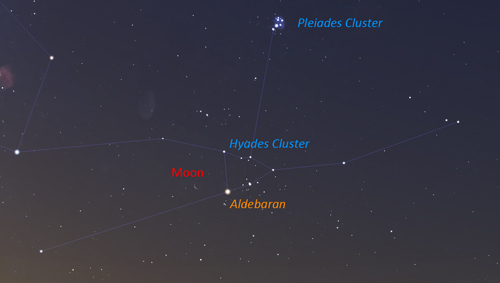 Pleiades Cluster
Hyades Cluster
Moon
Aldebaran